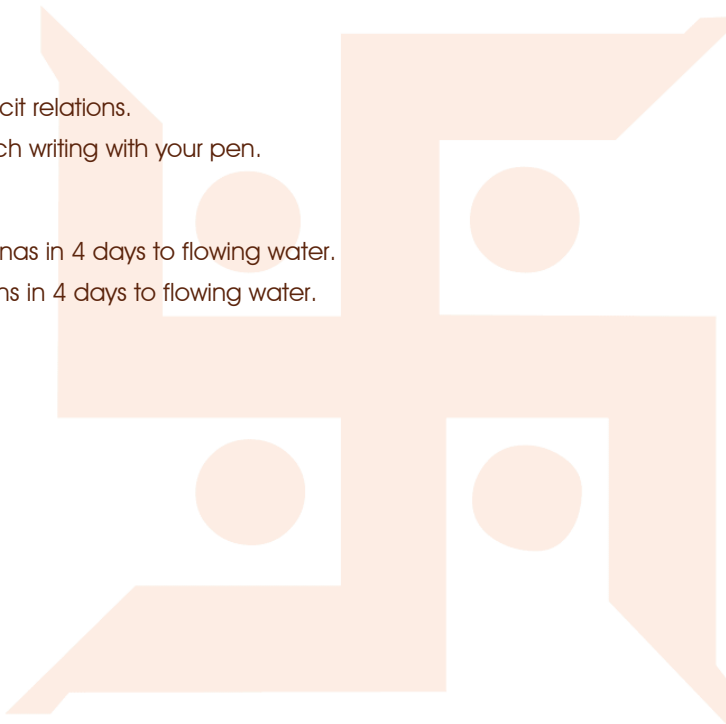 cit relations.
ch writing with your pen.
nas in 4 days to flowing water.
ns in 4 days to flowing water.